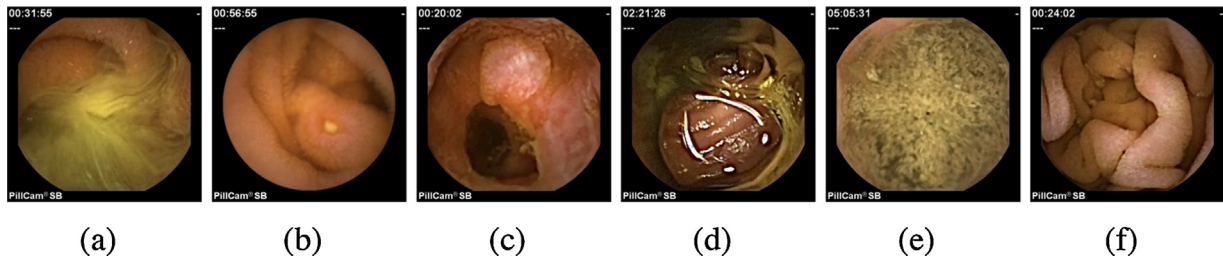 00:31:55 -
---
PillCam® SB
(a)
00:56:55 -
---
PillCam® SB
(b)
00:20:02 -
---
PillCam® SB
(c)
02:21:26 -
---
PillCam® SB
(d)
05:05:31 -
---
PillCam® SB
(e)
00:24:02 -
---
PillCam® SB
(f)